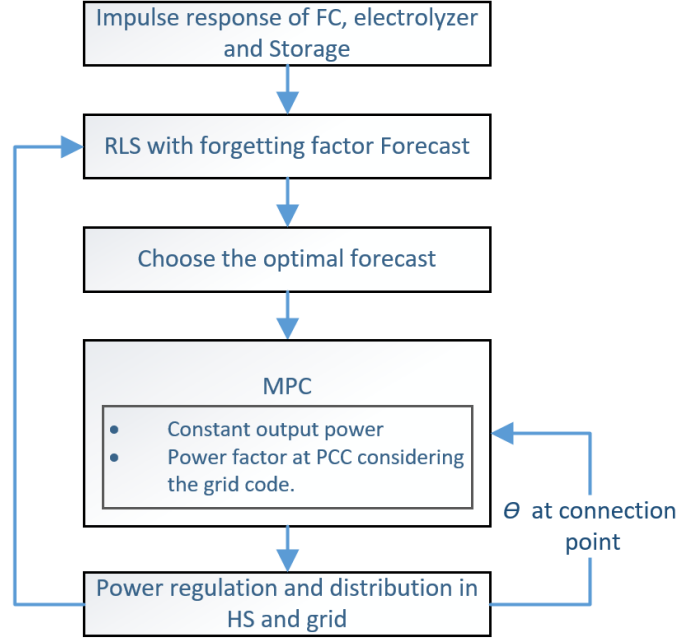 Impulse response of FC, electrolyzer
and Storage
RLS with forgetting factor Forecast
Choose the optimal forecast
MPC
• Constant output power
• Power factor at PCC considering
the grid code.
ϴ at connection
point
Power regulation and distribution in
HS and grid